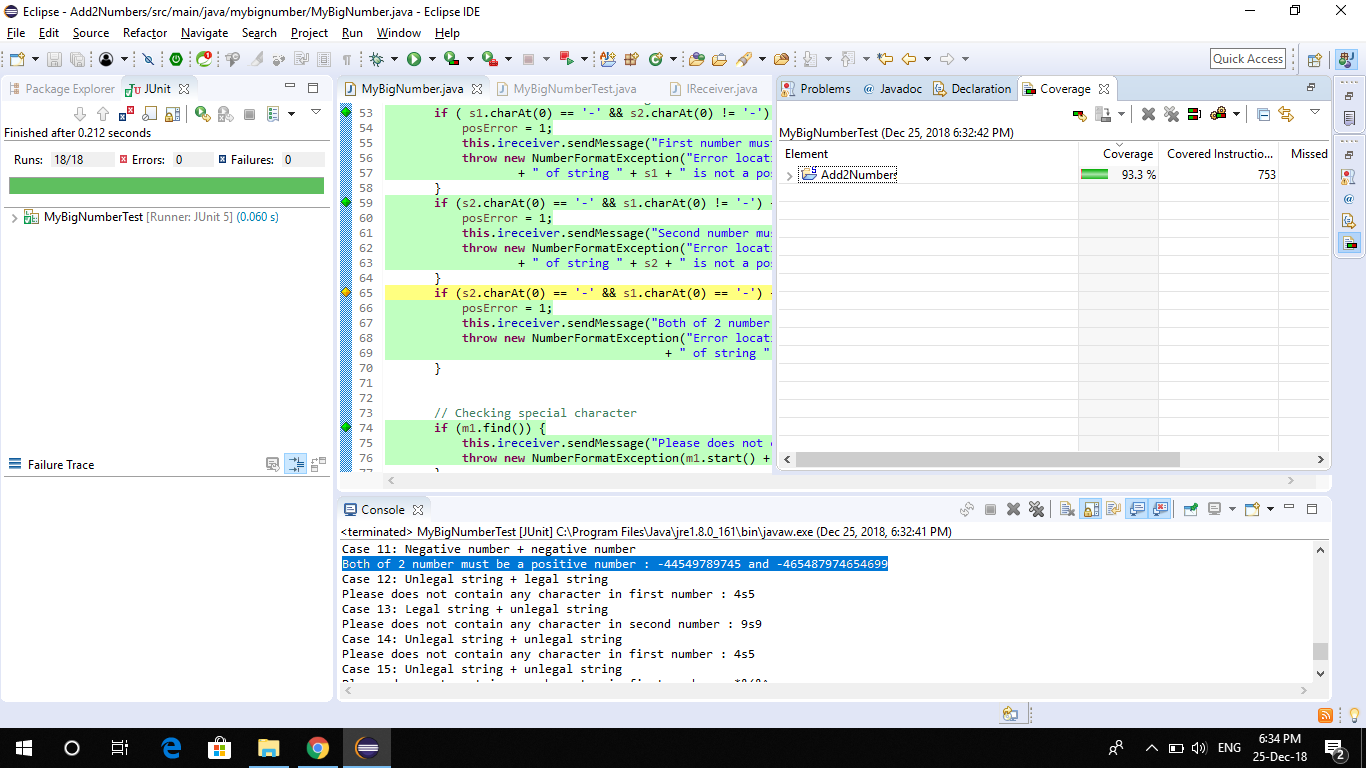 Eclipse - Add2Numbers/src/main/java/mybignumber/MyBigNumber.java - Eclipse IDE
File Edit Source Refactor Navigate Search Project Run Window Help
Quick Access
Package Explorer JUnit
Finished after 0.212 seconds
Runs: 18/18 Errors: 0 Failures: 0
MyBigNumberTest [Runner: JUnit 5] (0.060 s)
Failure Trace
MyBigNumber.java MyBigNumberTest.java IReceiver.java
53 if ( s1.charAt(0) == '-' && s2.charAt(0) != '-')
54 posError = 1;
55 this.ireceiver.sendMessage("First number mus
56 throw new NumberFormatException("Error locat
57 + " of string " + s1 + " is not a po
58 }
59 if (s2.charAt(0) == '-' && s1.charAt(0) != '-')
60 posError = 1;
61 this.ireceiver.sendMessage("Second number mu
62 throw new NumberFormatException("Error locat
63 + " of string " + s2 + " is not a po
64 }
65 if (s2.charAt(0) == '-' && s1.charAt(0) == '-')
66 posError = 1;
67 this.ireceiver.sendMessage("Both of 2 number
68 throw new NumberFormatException("Error locat
69 + " of string "
70 }
71
72
73 // Checking special character
74 if (m1.find()) {
75 this.ireceiver.sendMessage("Please does not
76 throw new NumberFormatException(m1.start() +
77
Problems @ Javadoc Declaration Coverage
MyBigNumberTest (Dec 25, 2018 6:32:42 PM)
Element Coverage Covered Instructio... Missed
Add2Numbers 93.3 % 753
Console
<terminated> MyBigNumberTest [JUnit] C:\Program Files\Java\jre1.8.0_161\bin\javaw.exe (Dec 25, 2018, 6:32:41 PM)
Case 11: Negative number + negative number
Both of 2 number must be a positive number : -44549789745 and -465487974654699
Case 12: Unlegal string + legal string
Please does not contain any character in first number : 4s5
Case 13: Legal string + unlegal string
Please does not contain any character in second number : 9s9
Case 14: Unlegal string + unlegal string
Please does not contain any character in first number : 4s5
Case 15: Unlegal string + unlegal string
ENG 6:34 PM
25-Dec-18
2